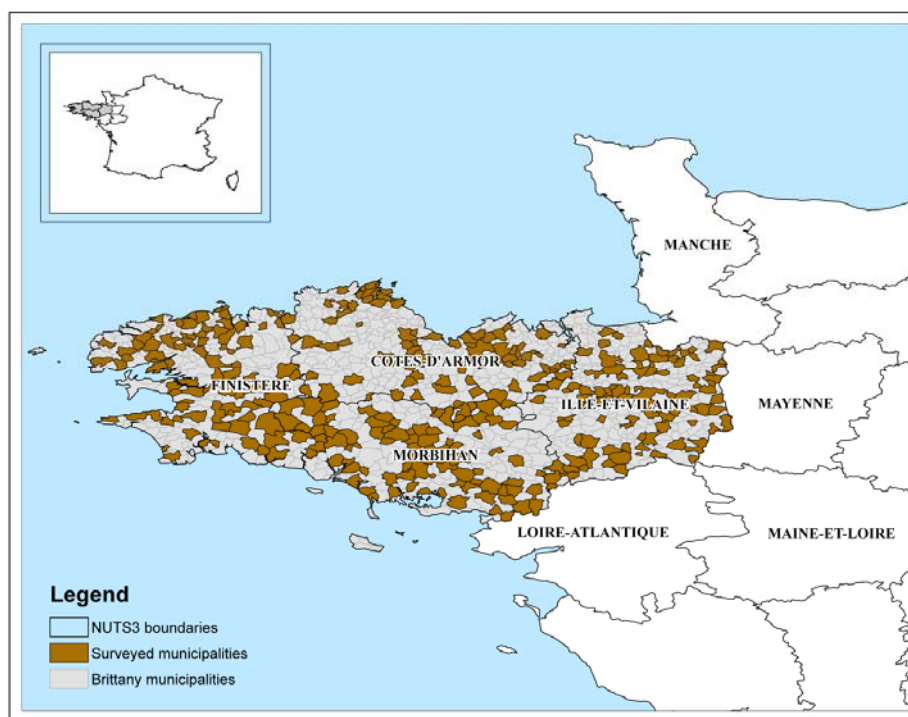 MANCHE
COTES-D'ARMOR
FINISTERE
ILLE-ET-VILAINE
MAYENNE
MORBIHAN
LOIRE-ATLANTIQUE
MAINE-ET-LOIRE
Legend
NUTS3 boundaries
Surveyed municipalities
Brittany municipalities